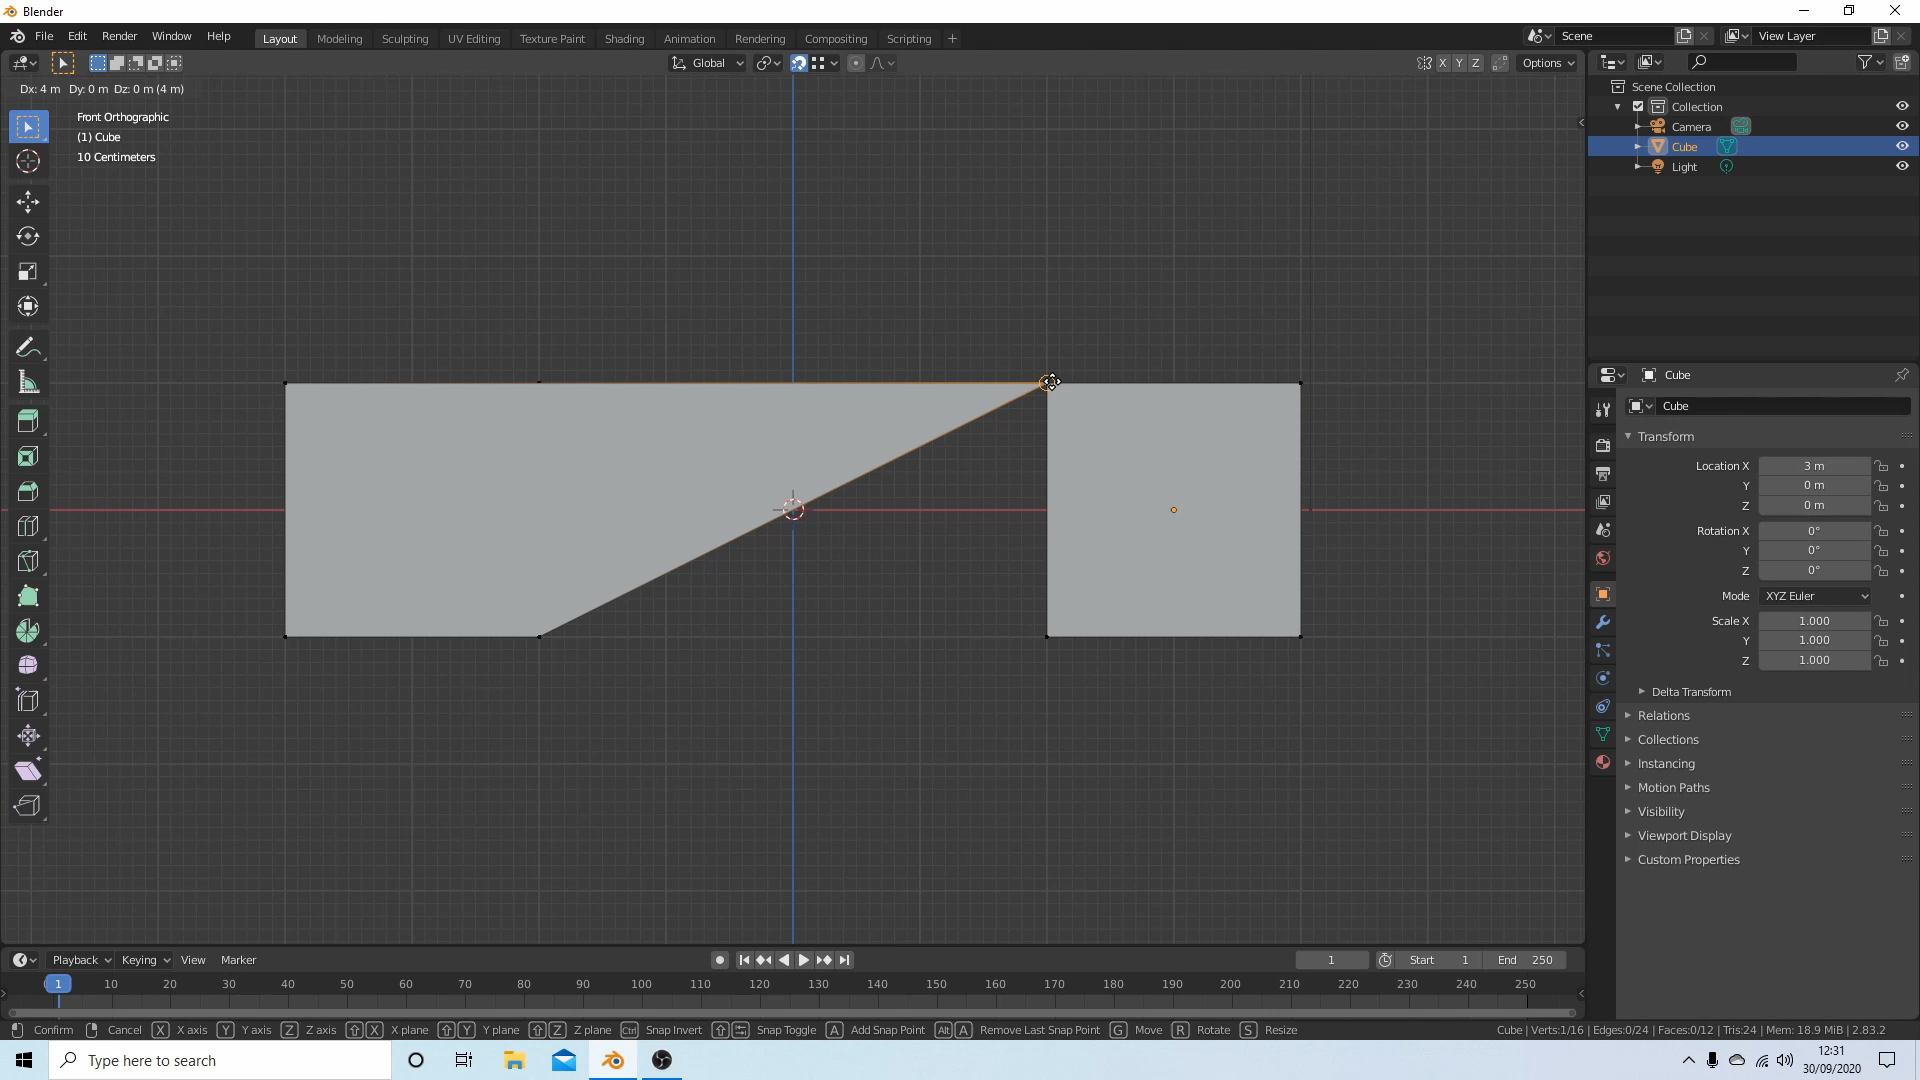 Blender
File Edit Render Window Help Layout Modeling Sculpting UV Editing Texture Paint Shading Animation Rendering Compositing Scripting + Scene View Layer
Global X Y Z Options
Dx: 4 m Dy: 0 m Dz: 0 m (4 m)
Front Orthographic
(1) Cube
10 Centimeters
Scene Collection
Collection
Camera
Cube
Light
Cube
Cube
Transform
Location X 3 m
Y 0 m
Z 0 m
Rotation X 0°
Y 0°
Z 0°
Mode XYZ Euler
Scale X 1.000
Y 1.000
Z 1.000
Delta Transform
Relations
Collections
Instancing
Motion Paths
Visibility
Viewport Display
Custom Properties
Playback Keying View Marker 1 Start 1 End 250
1 10 20 30 40 50 60 70 80 90 100 110 120 130 140 150 160 170 180 190 200 210 220 230 240 250
Confirm Cancel X X axis Y Y axis Z Z axis X X plane Y Y plane Z Z plane Ctrl Snap Invert Snap Toggle A Add Snap Point Alt A Remove Last Snap Point G Move R Rotate S Resize Cube | Verts:1/16 | Edges:0/24 | Faces:0/12 | Tris:24 | Mem: 18.9 MiB | 2.83.2
Type here to search
12:31
30/09/2020